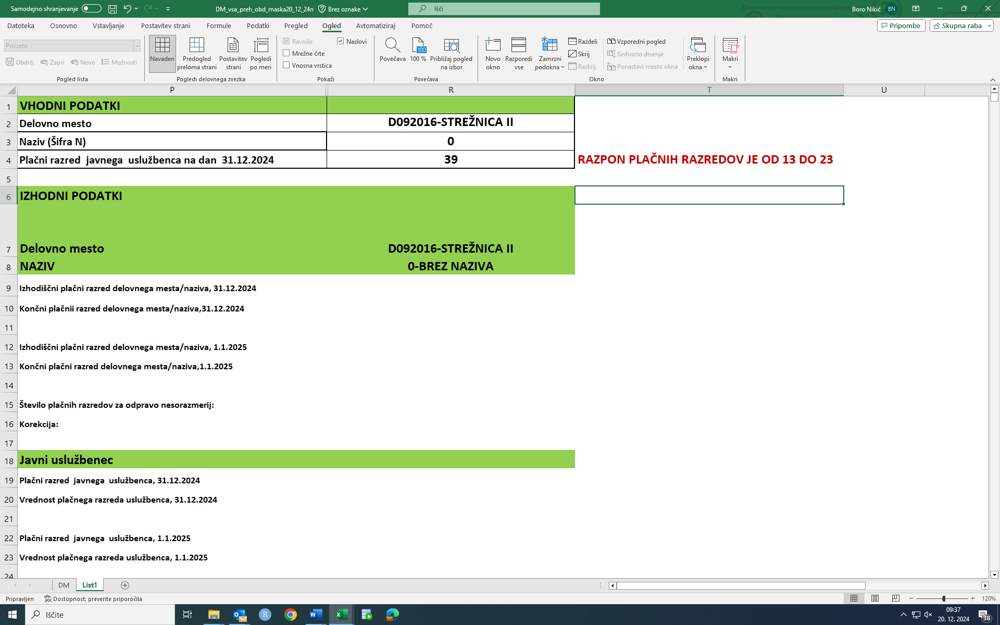 Samodejno shranjevanje
DM_vsa_preh_obd_maska20_12_24n
Brez oznake
Išči
Boro Nikić
BN
Datoteka Osnovno Vstavljanje Postavitev strani Formule Podatki Pregled Ogled Avtomatiziraj Pomoč
Pripombe
Skupna raba
Privzeto
Obdrži Zapri Novo Možnosti
Pogled lista
Navaden
Predogled preloma strani
Postavitev strani
Pogledi po meri
Pogledi delovnega zvezka
Ravnilo
Naslovi
Mrežne črte
Vnosna vrstica
Pokaži
Povečava
100
100 %
Približaj pogled na izbor
Povečava
Novo okno
Razporedi vse
Zamrzni podokna
Razdeli
Skrij
Razkrij
Vzporedni pogled
Sinhrono drsenje
Ponastavi mesto okna
Preklopi okna
Okno
Makri
Makri
P R T U
1 VHODNI PODATKI
2 Delovno mesto D092016-STREŽNICA II
3 Naziv (Šifra N) 0
4 Plačni razred javnega uslužbenca na dan 31.12.2024 39 RAZPON PLAČNIH RAZREDOV JE OD 13 DO 23
5
6 IZHODNI PODATKI
7 Delovno mesto D092016-STREŽNICA II
8 NAZIV 0-BREZ NAZIVA
9 Izhodiščni plačni razred delovnega mesta/naziva, 31.12.2024
10 Končni plačnii razred delovnega mesta/naziva,31.12.2024
11
12 Izhodiščni plačni razred delovnega mesta/naziva, 1.1.2025
13 Končni plačni razred delovnega mesta/naziva,1.1.2025
14
15 Število plačnih razredov za odpravo nesorazmerij:
16 Korekcija:
17
18 Javni uslužbenec
19 Plačni razred javnega uslužbenca, 31.12.2024
20 Vrednost plačnega razreda uslužbenca, 31.12.2024
21
22 Plačni razred javnega uslužbenca, 1.1.2025
23 Vrednost plačnega razreda uslužbenca, 1.1.2025
24
DM List1
Pripravljen Dostopnost: preverite priporočila
120%
Iščite
R
09:37
20. 12. 2024
38